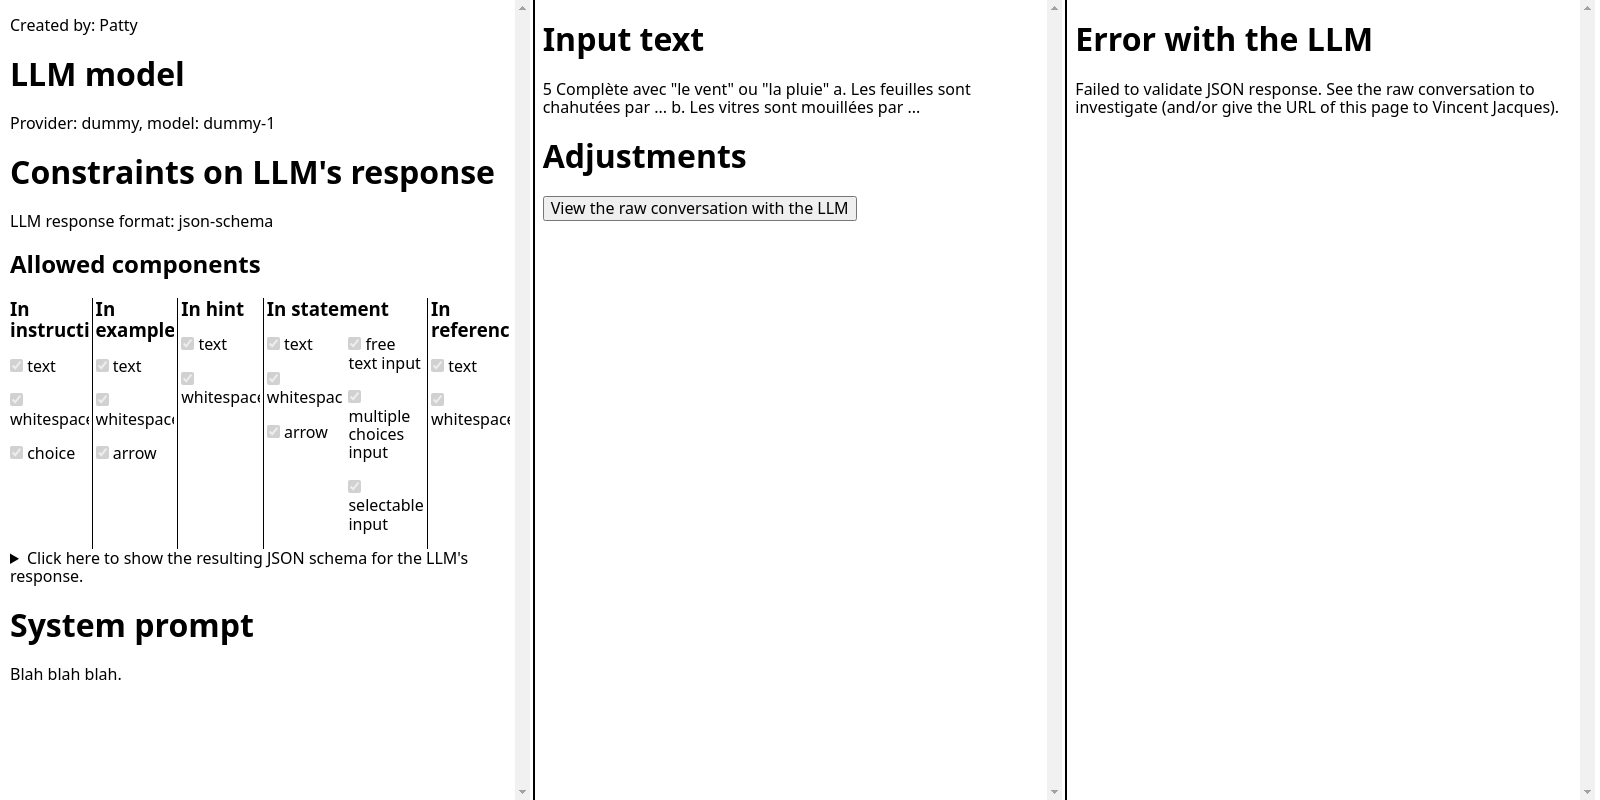 Created by: Patty
LLM model
Provider: dummy, model: dummy-1
Constraints on LLM's response
LLM response format: json-schema
Allowed components
In
instructi
text
whitespace
choice
In
example
text
whitespace
arrow
In hint
text
whitespace
In statement
text
whitespac
arrow
free
text input
multiple
choices
input
selectable
input
In
referenc
text
whitespace
Click here to show the resulting JSON schema for the LLM's
response.
System prompt
Blah blah blah.
Input text
5 Complète avec "le vent" ou "la pluie" a. Les feuilles sont
chahutées par ... b. Les vitres sont mouillées par ...
Adjustments
View the raw conversation with the LLM
Error with the LLM
Failed to validate JSON response. See the raw conversation to
investigate (and/or give the URL of this page to Vincent Jacques).